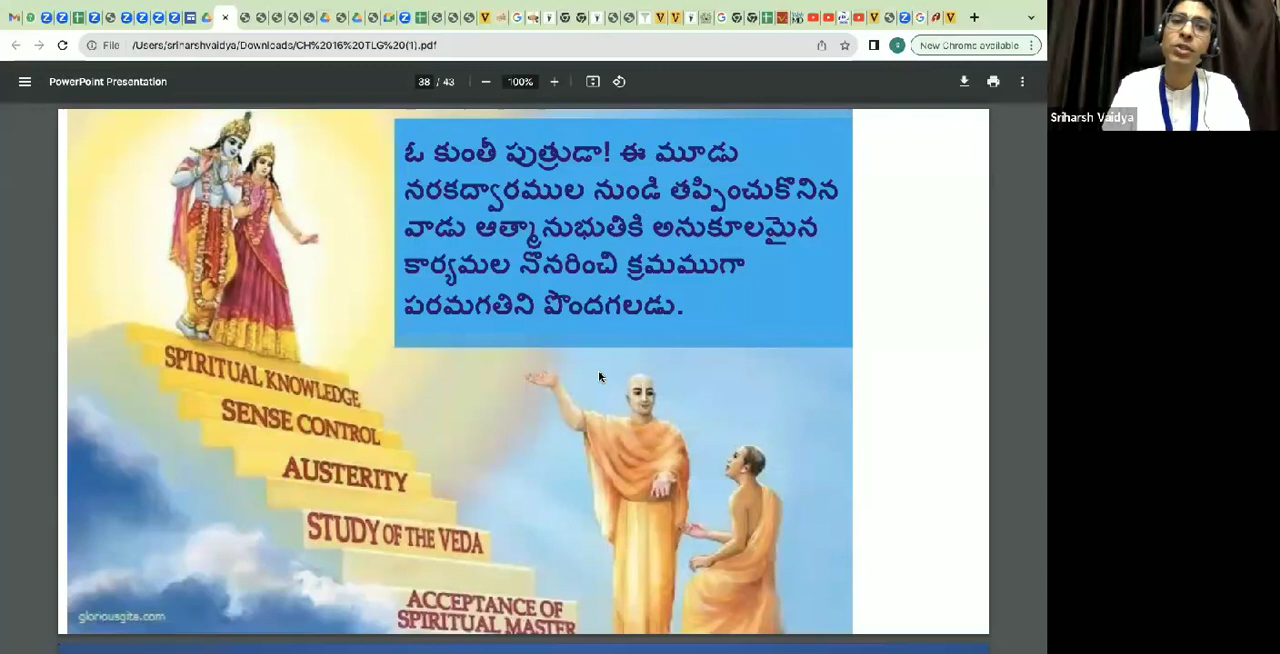 File
/Users/sriharshvaidya/Downloads/CH%2016%20TLG%20(1).pdf
New Chrome available
Sriharsh Vaidya
PowerPoint Presentation
38 / 43
100%
ఓ కుంతీ పుత్రుడా! ఈ మూడు
నరకద్వారముల నుండి తప్పించుకొనిన
వాడు ఆత్మానుభుతికి అనుకూలమైన
కార్యమల నొనరించి క్రమముగా
పరమగతిని పొందగలడు.
SPIRITUAL KNOWLEDGE
SENSE CONTROL
AUSTERITY
STUDY OF THE VEDA
ACCEPTANCE OF
SPIRITUAL MASTER
gloriousgita.com